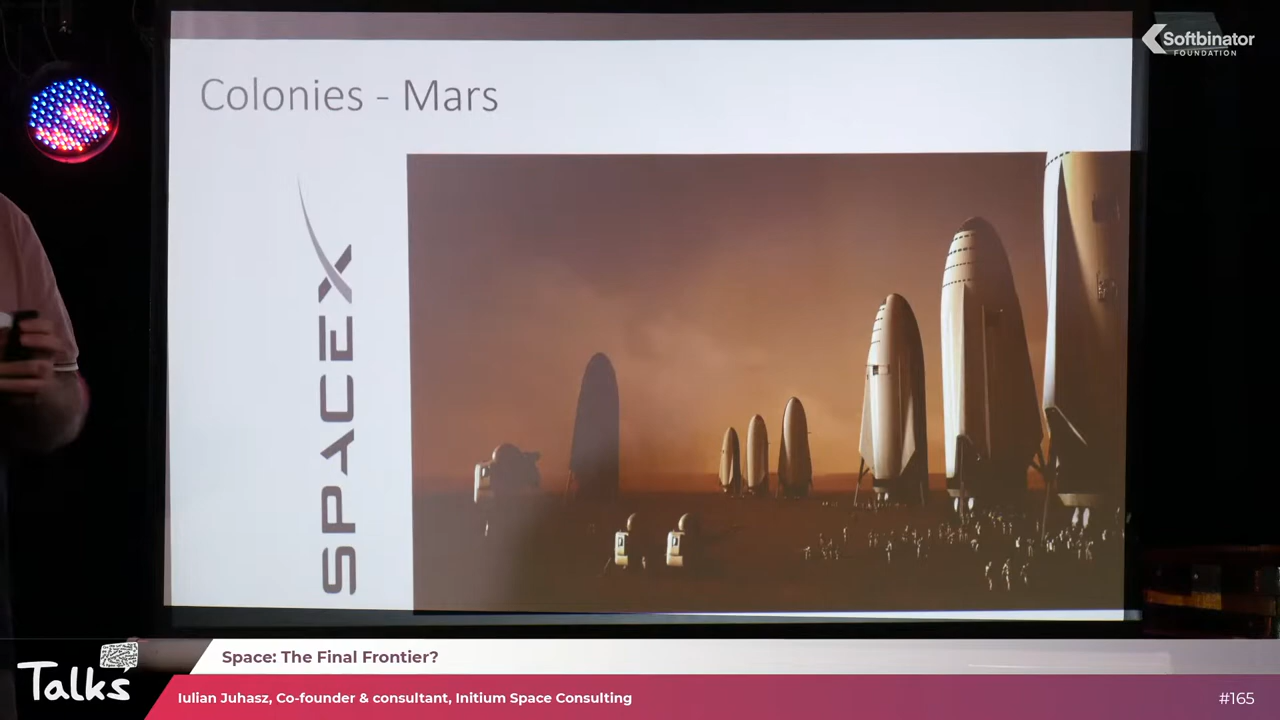 Softbinator
FOUNDATION
Colonies - Mars
SPACEX
Talks
Space: The Final Frontier?
Iulian Juhasz, Co-founder & consultant, Initium Space Consulting
#165